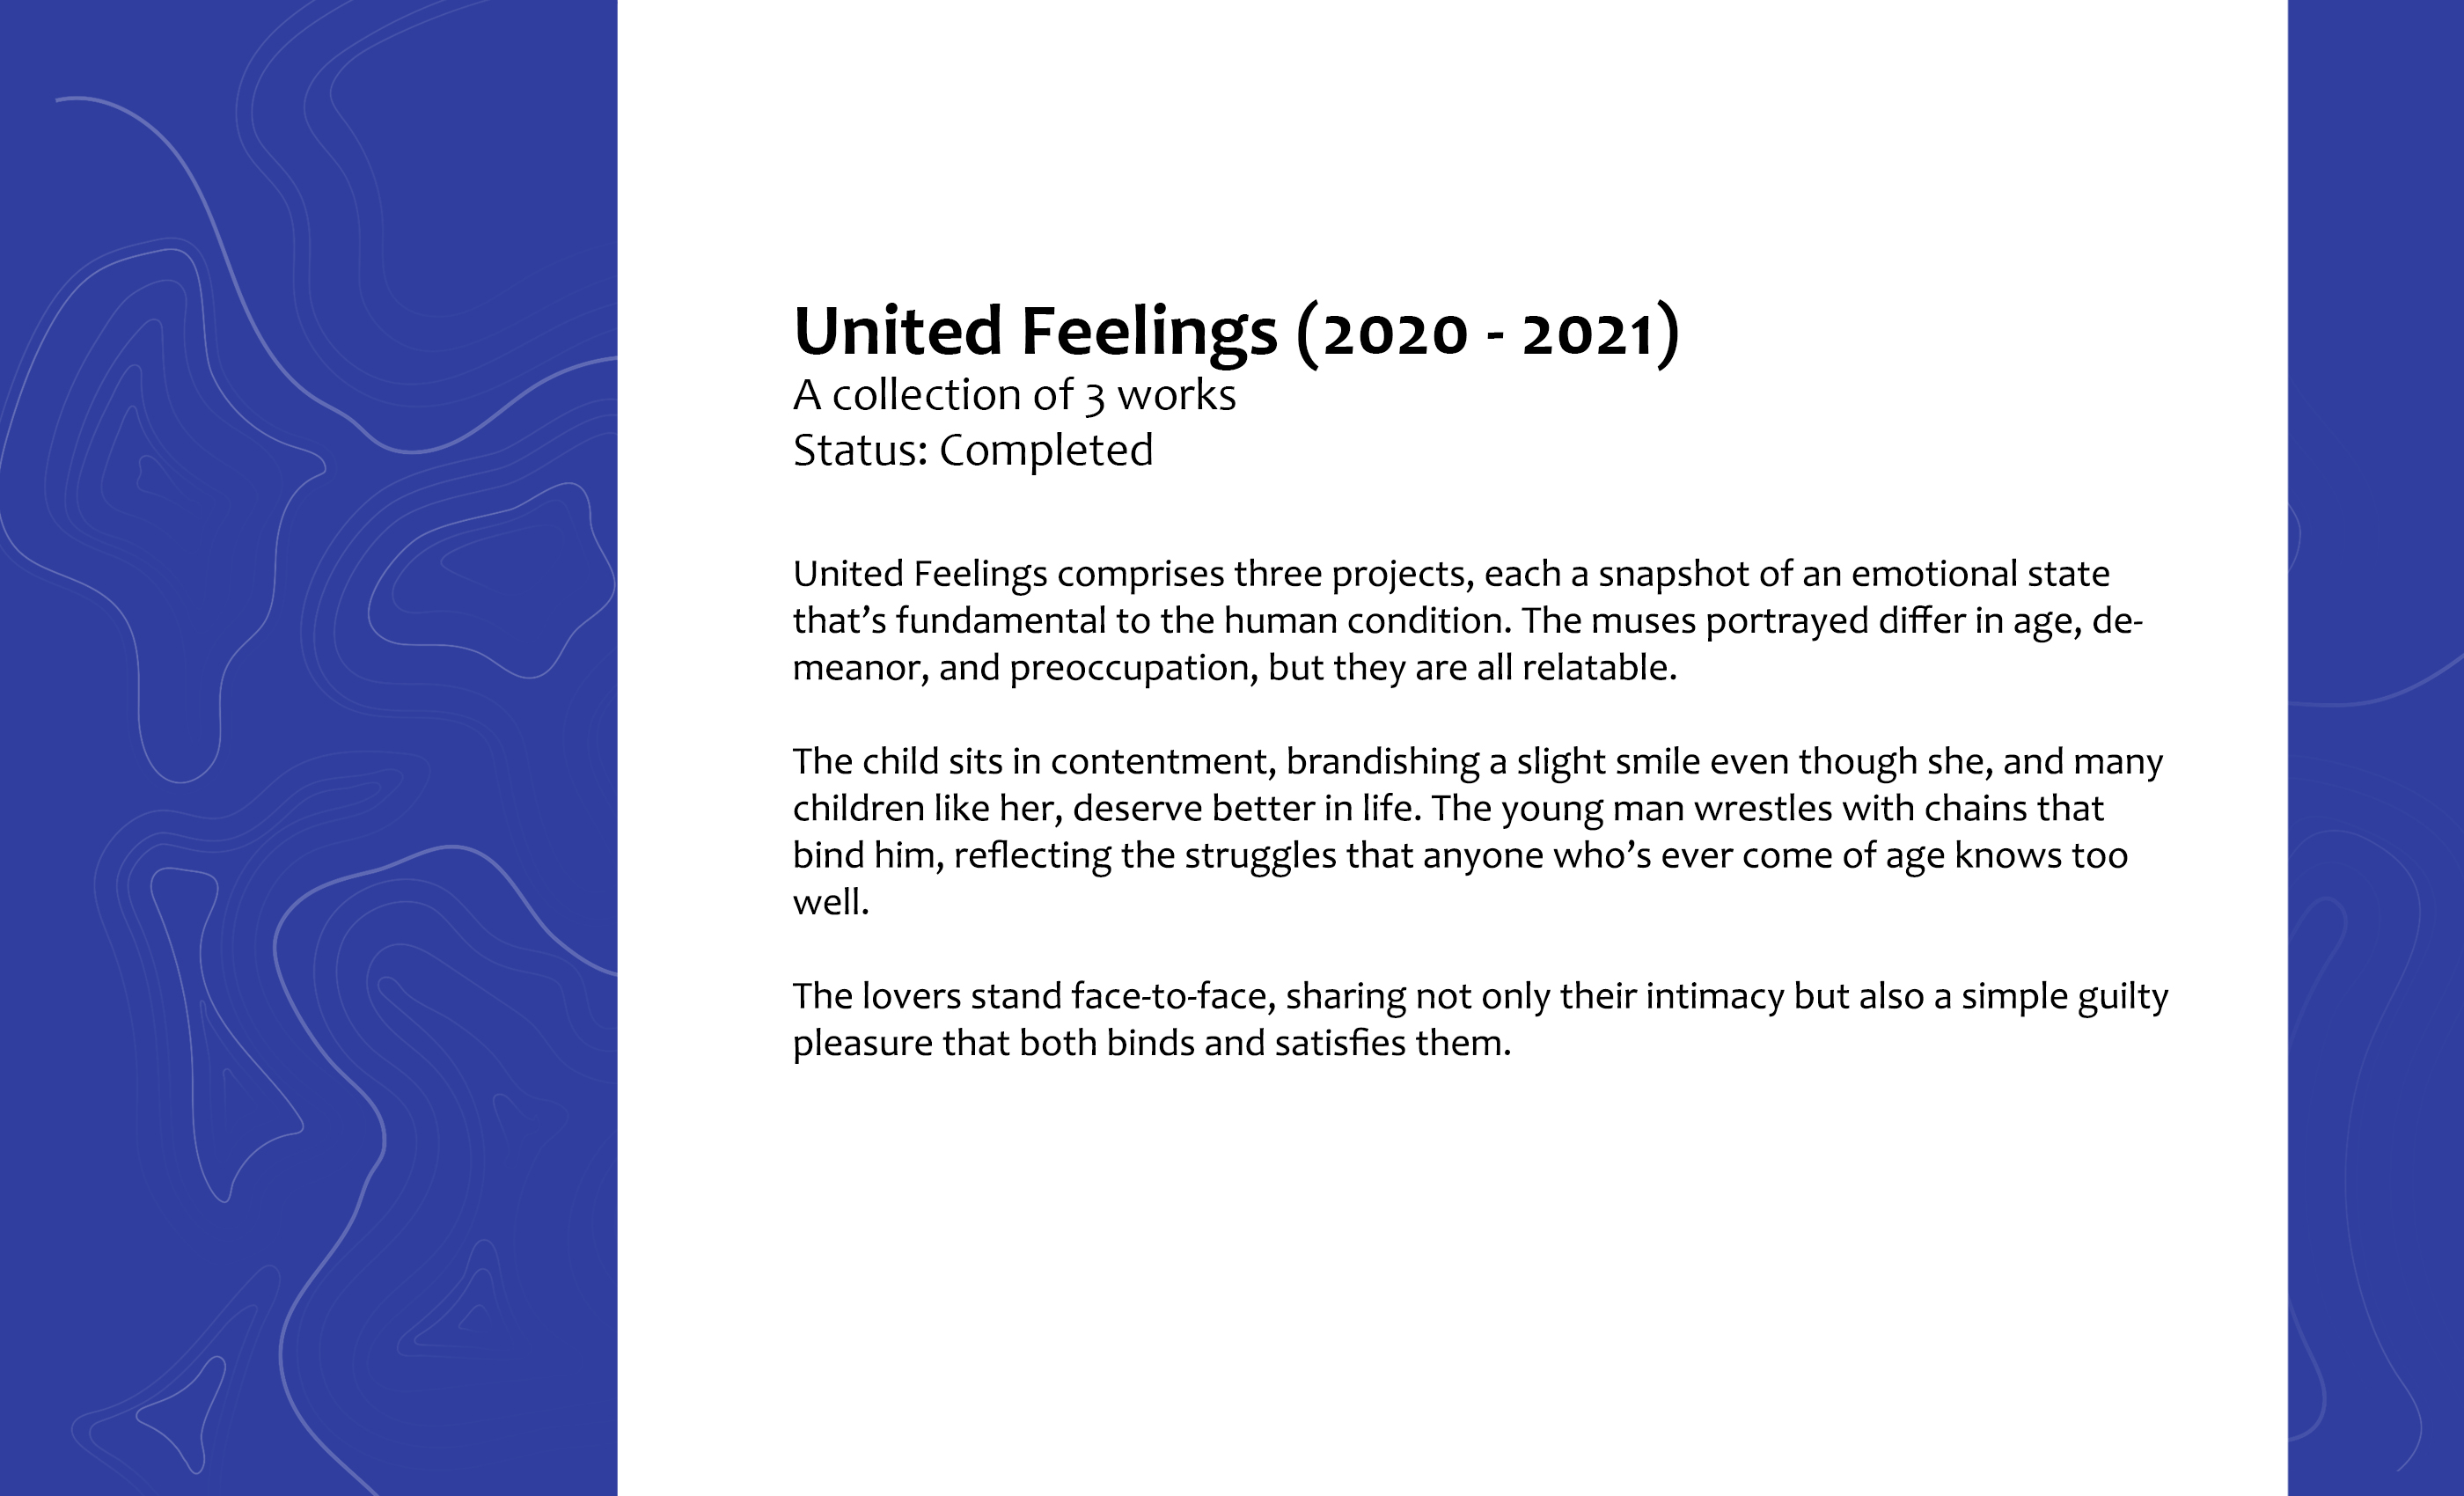 United Feelings (2020 - 2021)
A collection of 3 works
Status: Completed
United Feelings comprises three projects, each a snapshot of an emotional state
that’s fundamental to the human condition. The muses portrayed differ in age, de-
meanor, and preoccupation, but they are all relatable.
The child sits in contentment, brandishing a slight smile even though she, and many
children like her, deserve better in life. The young man wrestles with chains that
bind him, reflecting the struggles that anyone who’s ever come of age knows too
well.
The lovers stand face-to-face, sharing not only their intimacy but also a simple guilty
pleasure that both binds and satisfies them.